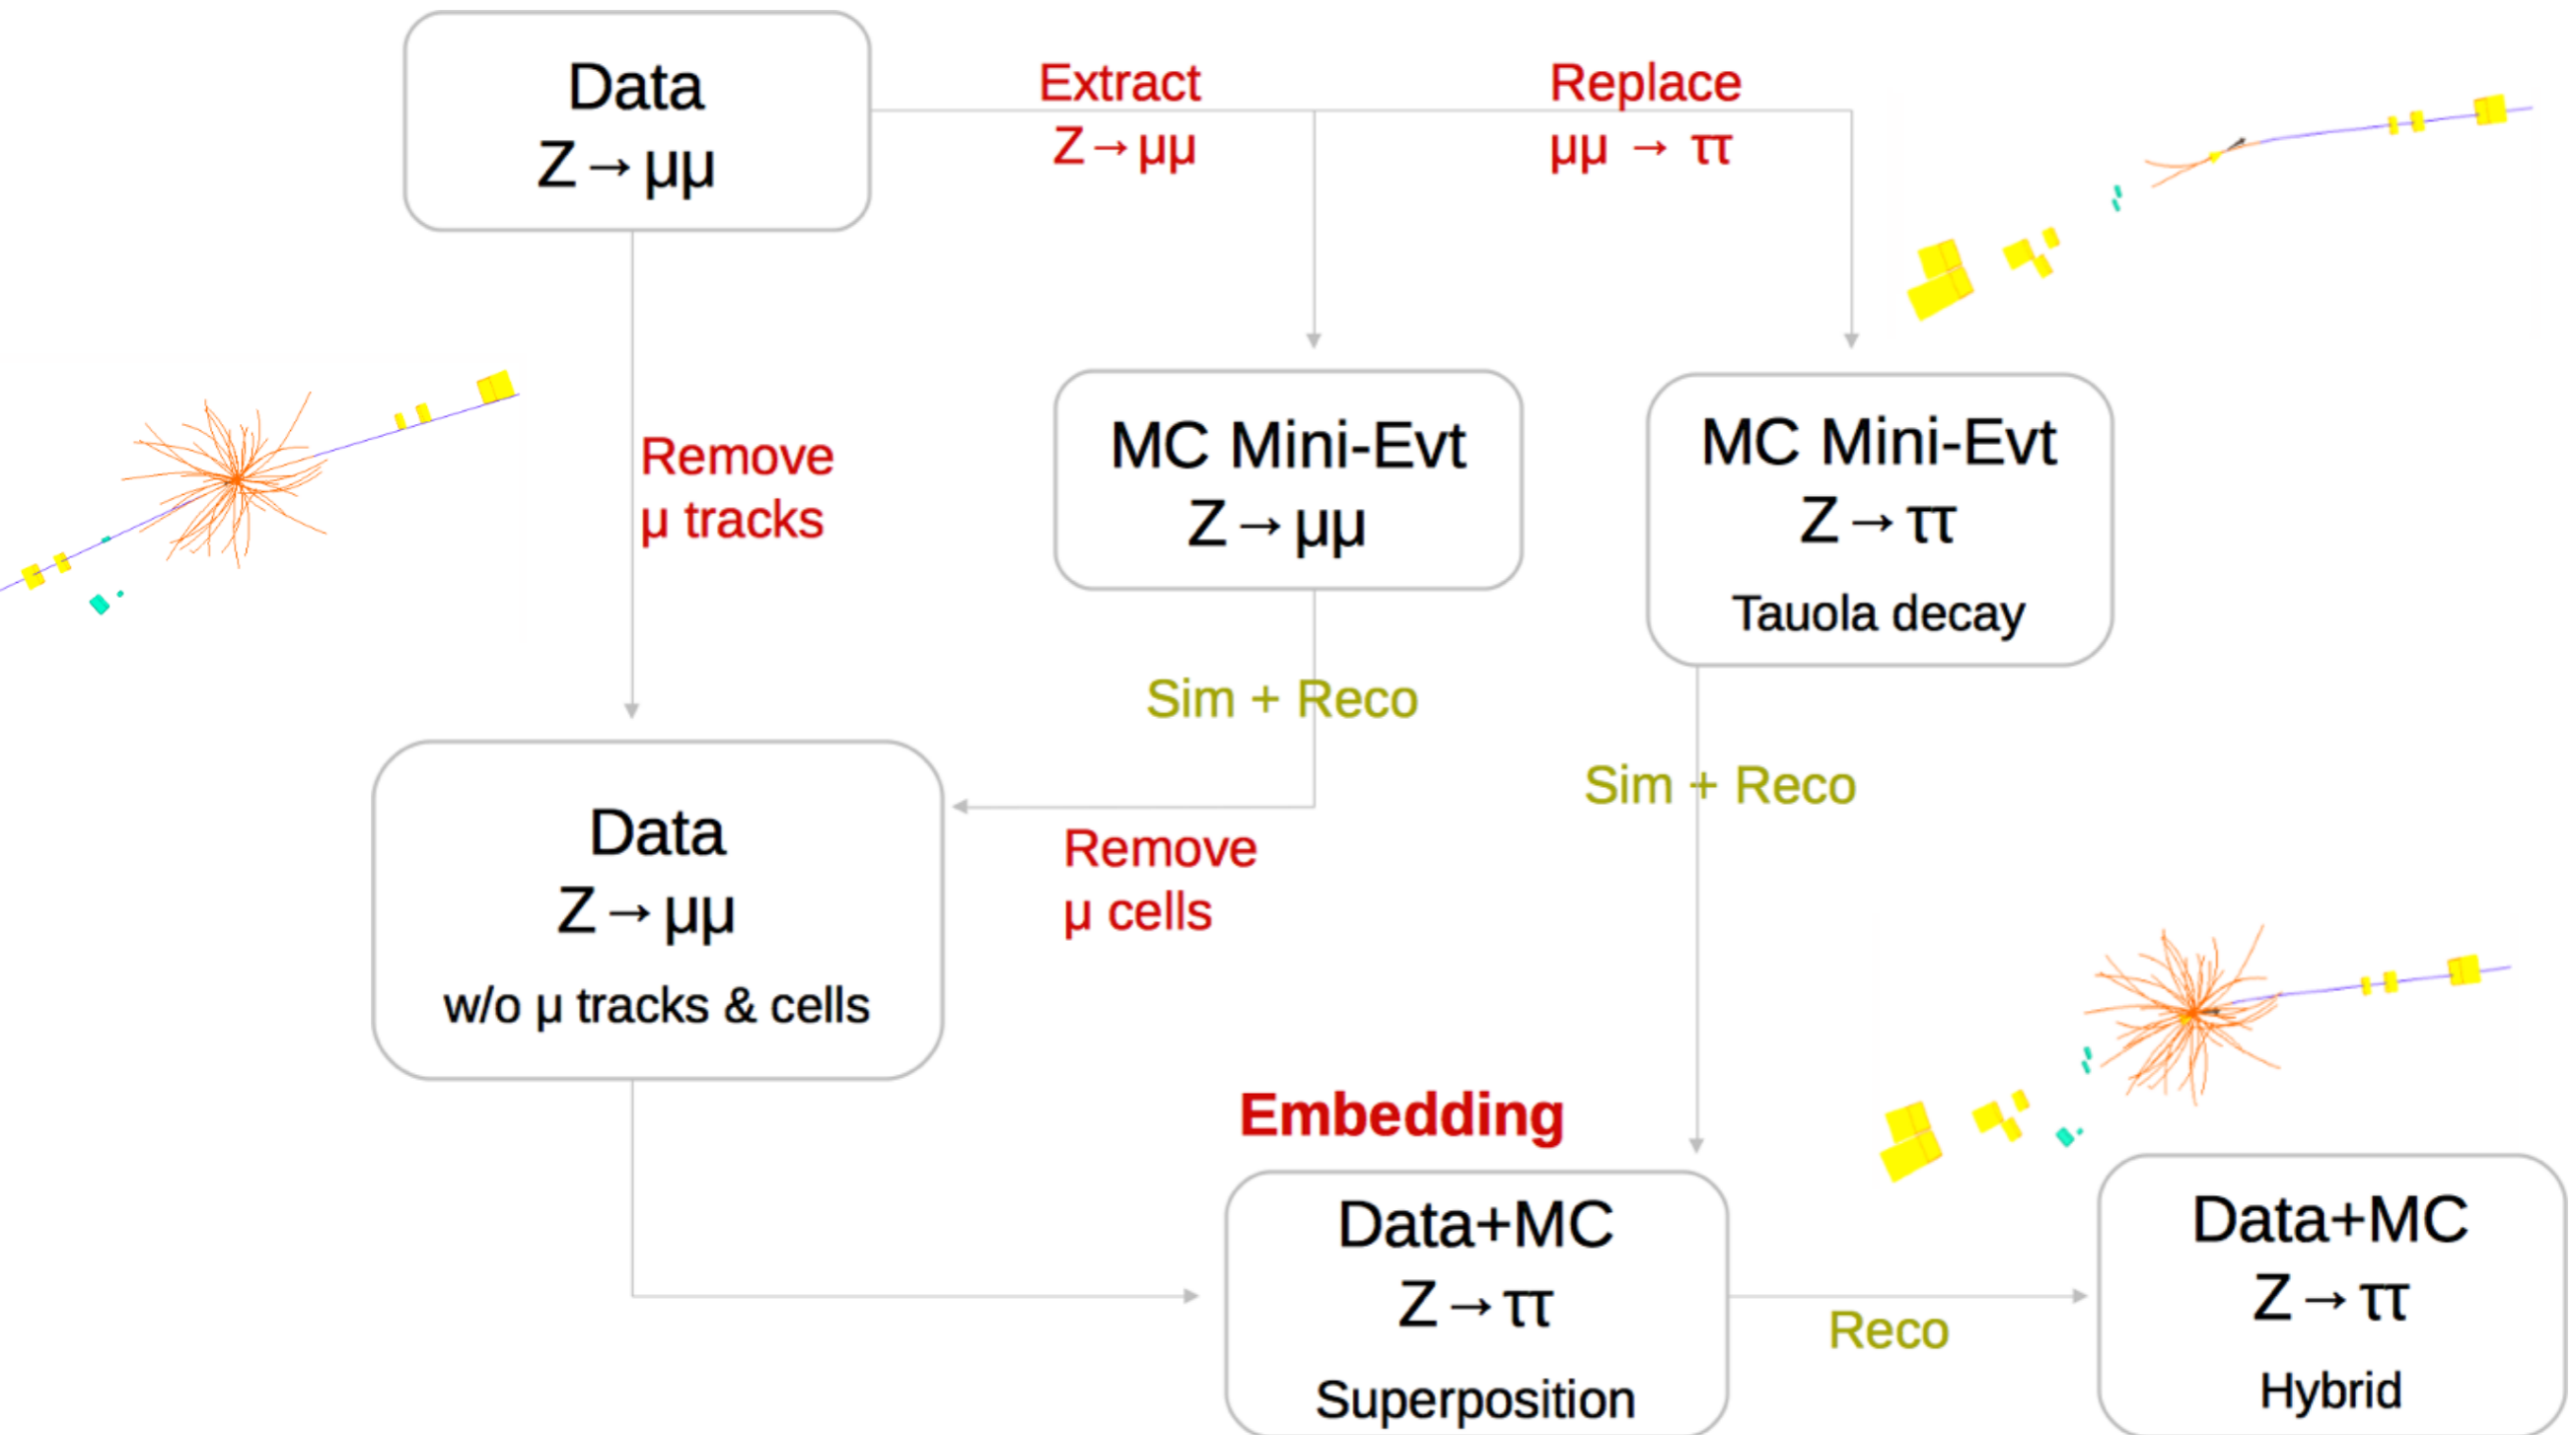 Data
Z→μμ
Extract
Z→μμ
Replace
μμ → ττ
Remove
μ tracks
MC Mini-Evt
Z→μμ
MC Mini-Evt
Z→ττ
Tauola decay
Sim + Reco
Sim + Reco
Data
Z→μμ
w/o μ tracks & cells
Remove
μ cells
Embedding
Data+MC
Z→ττ
Superposition
Reco
Data+MC
Z→ττ
Hybrid